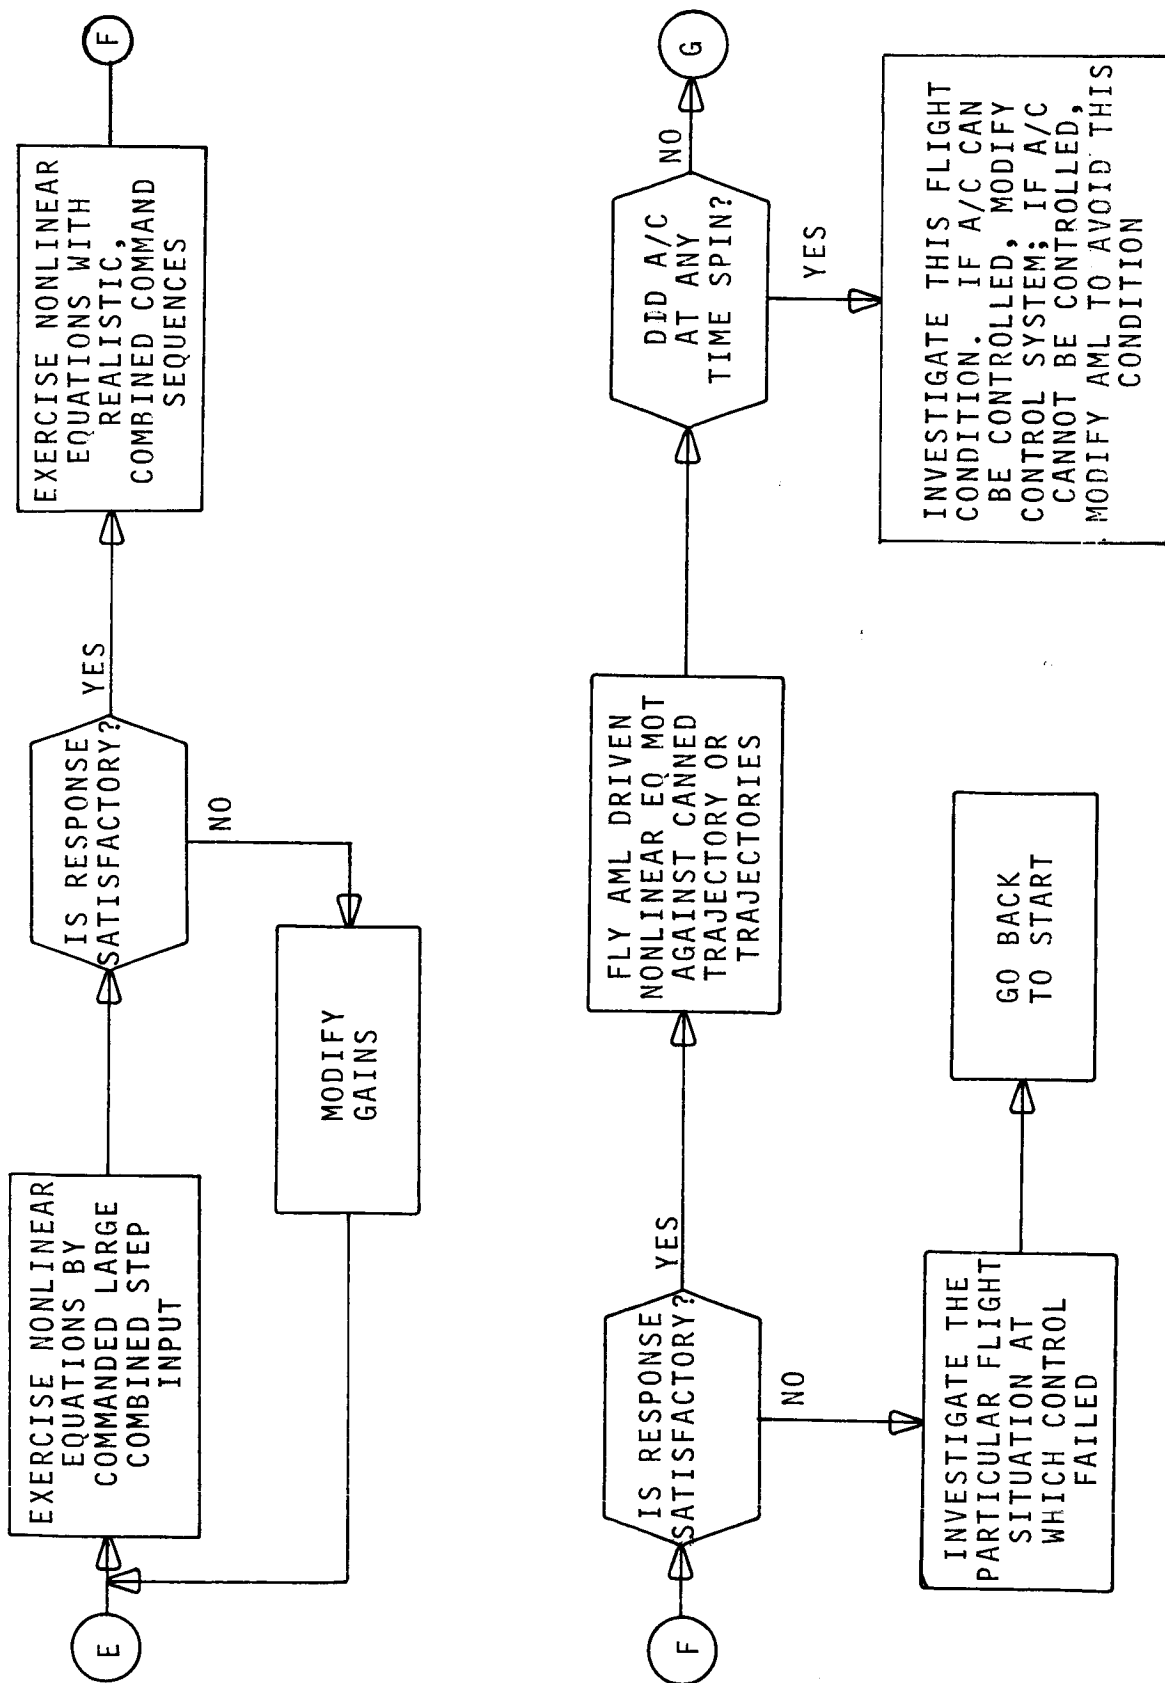 E
EXERCISE NONLINEAR
EQUATIONS BY
COMMANDED LARGE
COMBINED STEP
INPUT
IS RESPONSE
SATISFACTORY?
YES
NO
MODIFY
GAINS
EXERCISE NONLINEAR
EQUATIONS WITH
REALISTIC,
COMBINED COMMAND
SEQUENCES
F
F
IS RESPONSE
SATISFACTORY?
YES
NO
INVESTIGATE THE
PARTICULAR FLIGHT
SITUATION AT
WHICH CONTROL
FAILED
GO BACK
TO START
FLY AML DRIVEN
NONLINEAR EQ MOT
AGAINST CANNED
TRAJECTORY OR
TRAJECTORIES
DID A/C
AT ANY
TIME SPIN?
NO
G
YES
INVESTIGATE THIS FLIGHT
CONDITION. IF A/C CAN
BE CONTROLLED, MODIFY
CONTROL SYSTEM; IF A/C
CANNOT BE CONTROLLED,
MODIFY AML TO AVOID THIS
CONDITION